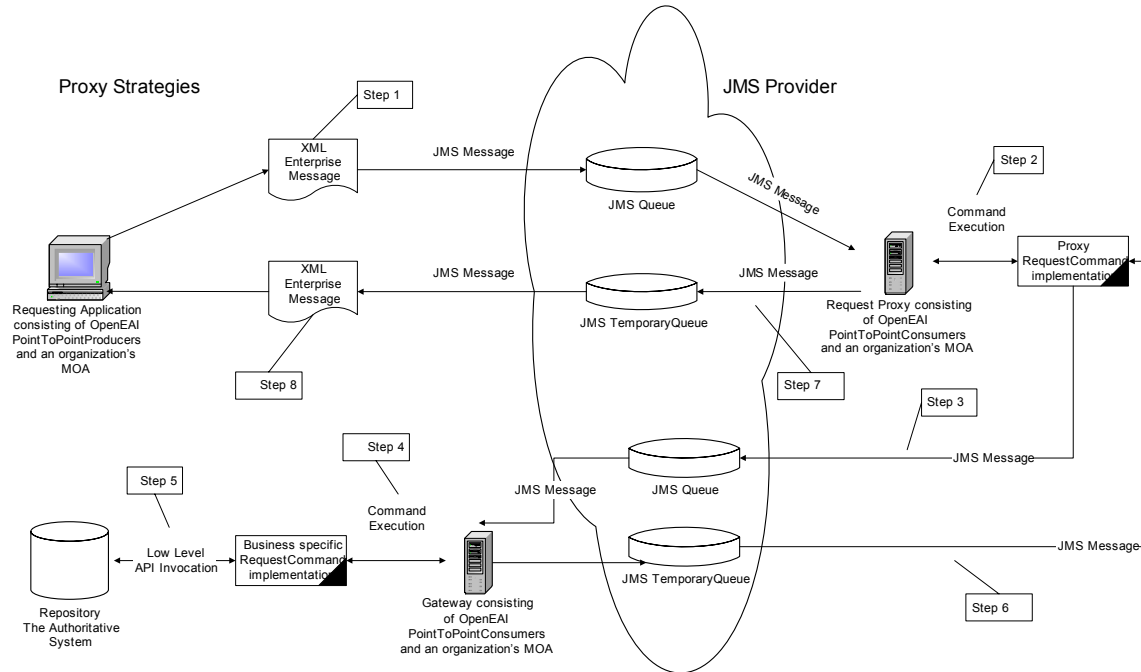 Proxy Strategies
JMS Provider
Step 1
XML
Enterprise
Message
JMS Message
JMS Queue
JMS Message
Step 2
Command
Execution
Proxy
RequestCommand
implementation
Requesting Application
consisting of OpenEAI
PointToPointProducers
and an organization's
MOA
XML
Enterprise
Message
JMS Message
JMS TemporaryQueue
JMS Message
Request Proxy consisting
of OpenEAI
PointToPointConsumers
and an organization's MOA
Step 8
Step 7
Step 3
JMS Message
Step 4
Step 5
Command
Execution
JMS Message
JMS Queue
Low Level
API Invocation
Business specific
RequestCommand
implementation
JMS TemporaryQueue
JMS Message
Step 6
Repository
The Authoritative
System
Gateway consisting
of OpenEAI
PointToPointConsumers
and an organization's MOA